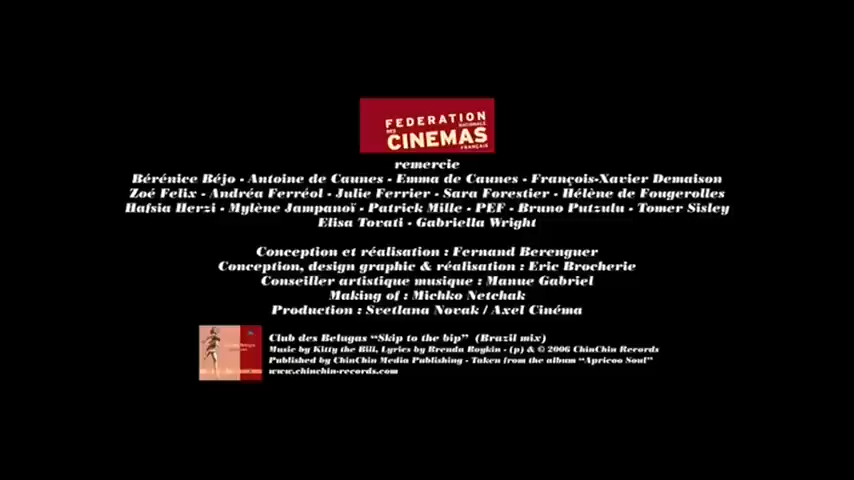 FEDERATION
NATIONALE
DES
CINEMAS
FRANÇAIS
remercie
Bérénice Béjo - Antoine de Caunes - Emma de Caunes - François-Xavier Demaison
Zoé Felix - Andréa Ferréol - Julie Ferrier - Sara Forestier - Hélène de Fougerolles
Hafsia Herzi - Mylène Jampanoï - Patrick Mille - PEF - Bruno Putzulu - Tomer Sisley
Elisa Tovati - Gabriella Wright
Conception et réalisation : Fernand Berenguer
Conception, design graphic & réalisation : Eric Brocherie
Conseiller artistique musique : Manue Gabriel
Making of : Michko Netchak
Production : Svetlana Novak / Axel Cinéma
Club des Belugas “Skip to the bip” (Brazil mix)
Music by Kitty the Bill, Lyrics by Brenda Boykin - (p) & © 2006 ChinChin Records
Published by ChinChin Media Publishing - Taken from the album “Apricoo Soul”
www.chinchin-records.com